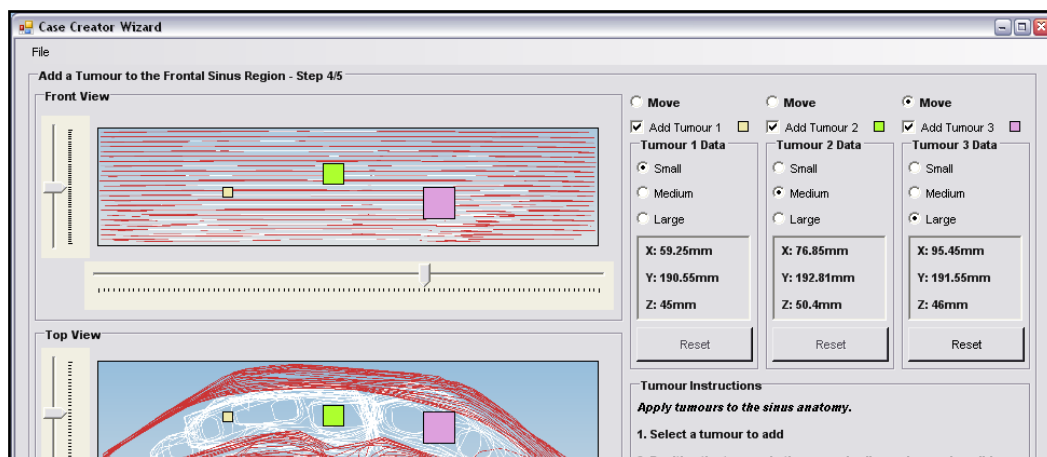 Case Creator Wizard
File
Add a Tumour to the Frontal Sinus Region - Step 4/5
Front View
Move
Move
Move
Add Tumour 1
Add Tumour 2
Add Tumour 3
Tumour 1 Data
Tumour 2 Data
Tumour 3 Data
Small
Small
Small
Medium
Medium
Medium
Large
Large
Large
X: 59.25mm
X: 76.85mm
X: 95.45mm
Y: 190.55mm
Y: 192.81mm
Y: 191.55mm
Z: 45mm
Z: 50.4mm
Z: 46mm
Reset
Reset
Reset
Top View
Tumour Instructions
Apply tumours to the sinus anatomy.
1. Select a tumour to add